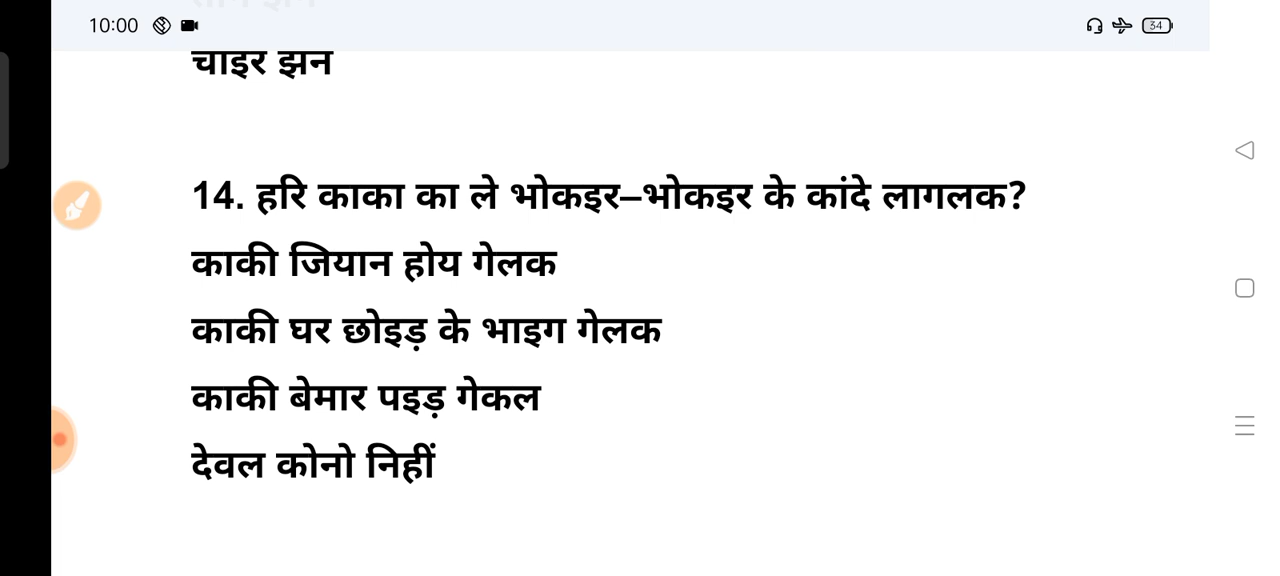 10:00
34
चाइर झन
14. हरि काका का ले भोकइर–भोकइर के कांदे लागलक?
काकी जियान होय गेलक
काकी घर छोइड़ के भाइग गेलक
काकी बेमार पइड़ गेकल
देवल कोनो निहीं